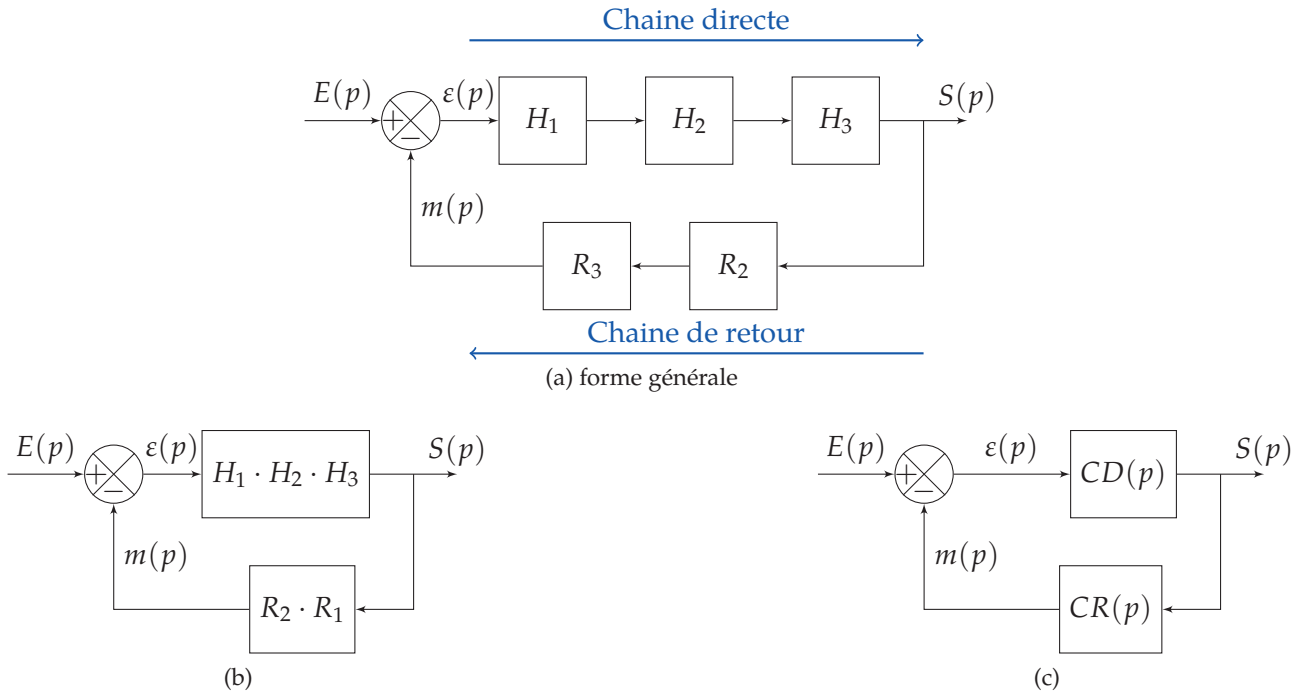 Chaine directe
E(p) + − ε(p) H₁ H₂ H₃ S(p)
m(p)
R₃ R₂
Chaine de retour
(a) forme générale
E(p) + − ε(p) H₁ · H₂ · H₃ S(p)
m(p)
R₂ · R₁
(b)
E(p) + − ε(p) CD(p) S(p)
m(p)
CR(p)
(c)